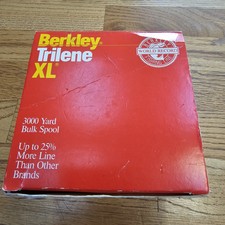 Berkley
Trilene
XL
WORLD RECORD
3000 Yard
Bulk Spool
Up to 25%
More Line
Than Other
Brands